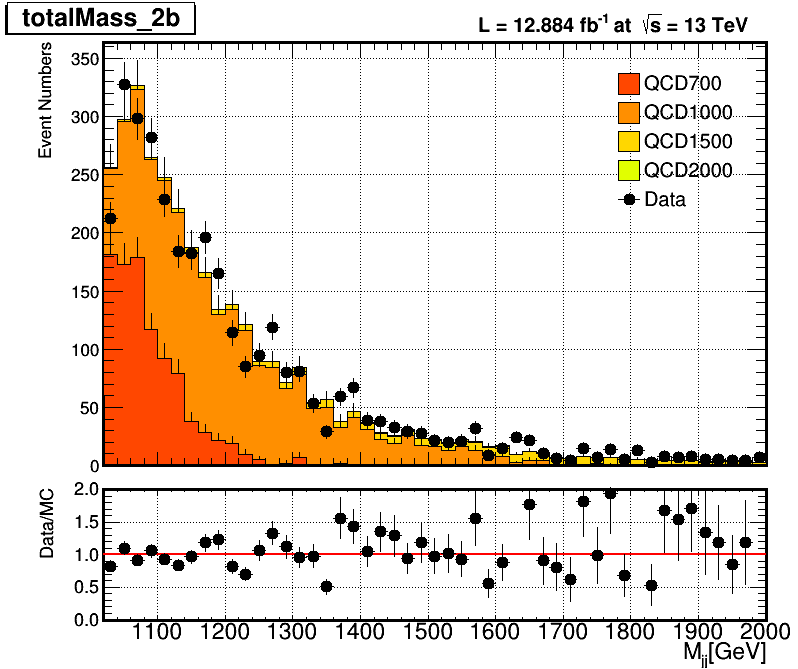 totalMass_2b
L = 12.884 fb-1 at √s = 13 TeV
Event Numbers
350
300
250
200
150
100
50
0
QCD700
QCD1000
QCD1500
QCD2000
Data
Data/MC
2.0
1.5
1.0
0.5
0.0
1100 1200 1300 1400 1500 1600 1700 1800 1900 2000
Mjj[GeV]